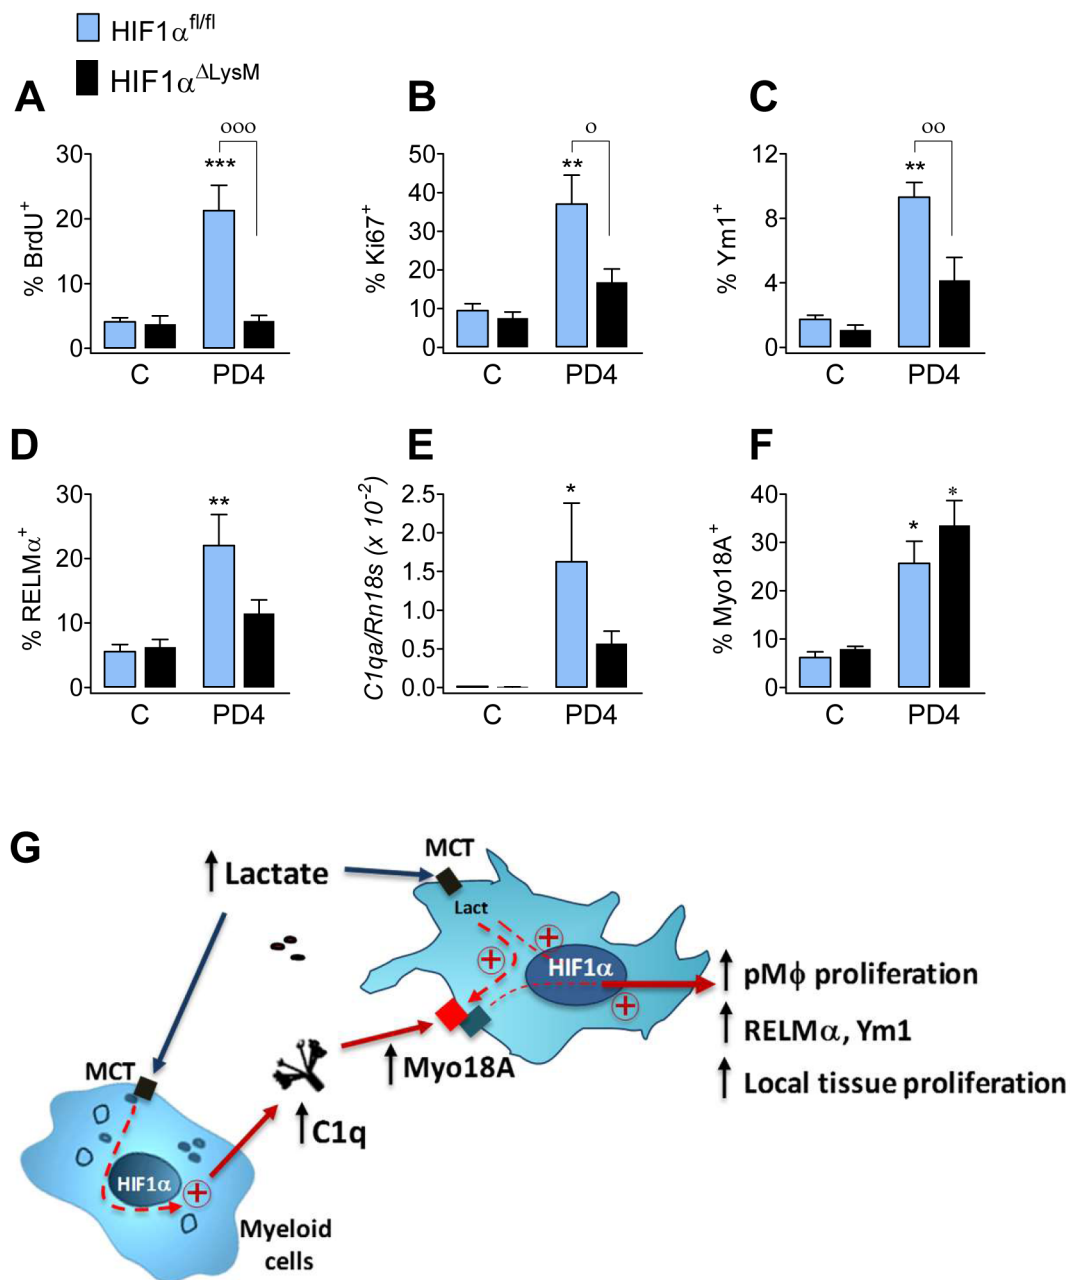 HIF1α^fl/fl
HIF1α^ΔLysM
A
% BrdU⁺
30
20
10
0
***
ooo
C
PD4
B
% Ki67⁺
50
40
30
20
10
0
**
o
C
PD4
C
% Ym1⁺
12
8
4
0
**
oo
C
PD4
D
% RELMα⁺
30
20
10
0
**
C
PD4
E
C1qa/Rn18s (x 10⁻²)
2.5
2.0
1.5
1.0
0.5
0.0
*
C
PD4
F
% Myo18A⁺
40
30
20
10
0
*
*
C
PD4
G
Lactate
MCT
Lact
+
+
HIF1α
+
pMϕ proliferation
RELMα, Ym1
Local tissue proliferation
Myo18A
C1q
MCT
HIF1α
+
Myeloid
cells